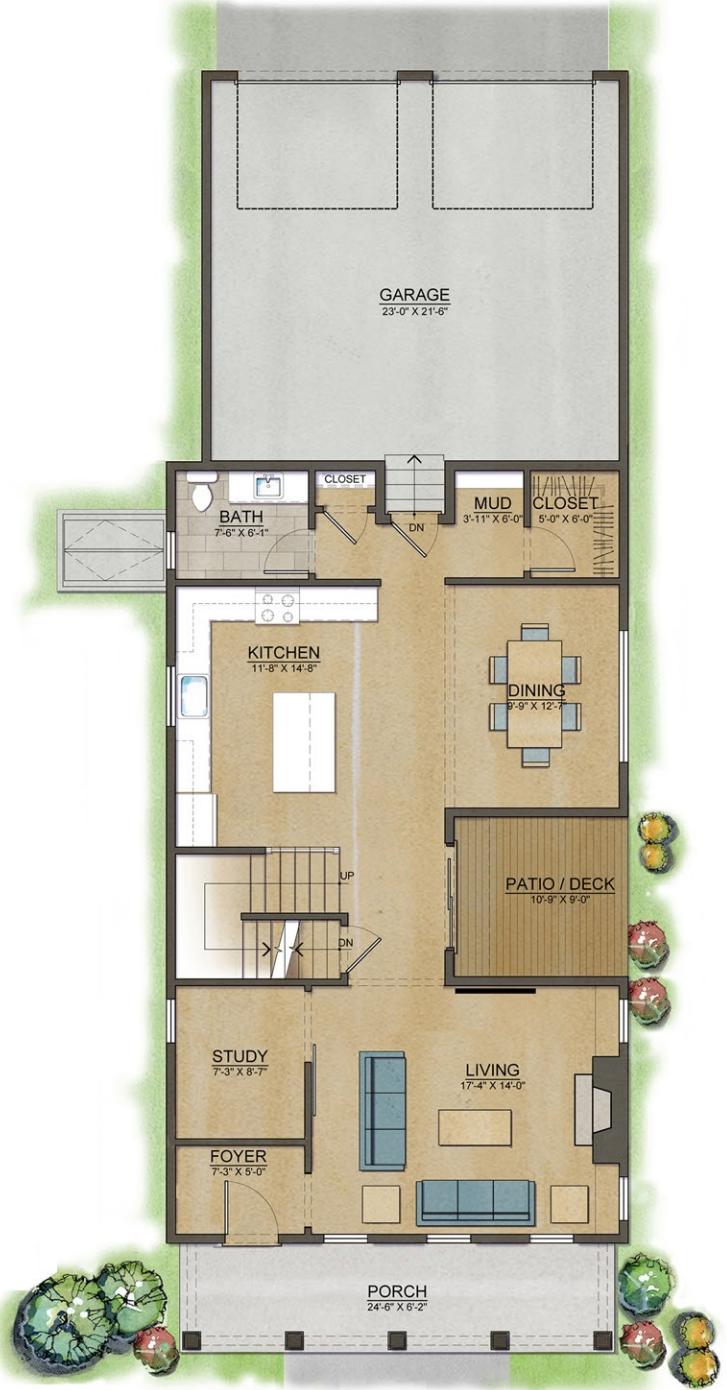 GARAGE
23'-0" X 21'-6"
CLOSET
BATH
7'-6" X 6'-1"
DN
MUD
3'-11" X 6'-0"
CLOSET
5'-0" X 6'-0"
KITCHEN
11'-8" X 14'-8"
DINING
9'-9" X 12'-7"
UP
PATIO / DECK
10'-9" X 9'-0"
DN
STUDY
7'-3" X 8'-7"
LIVING
17'-4" X 14'-0"
FOYER
7'-3" X 5'-0"
PORCH
24'-6" X 6'-2"